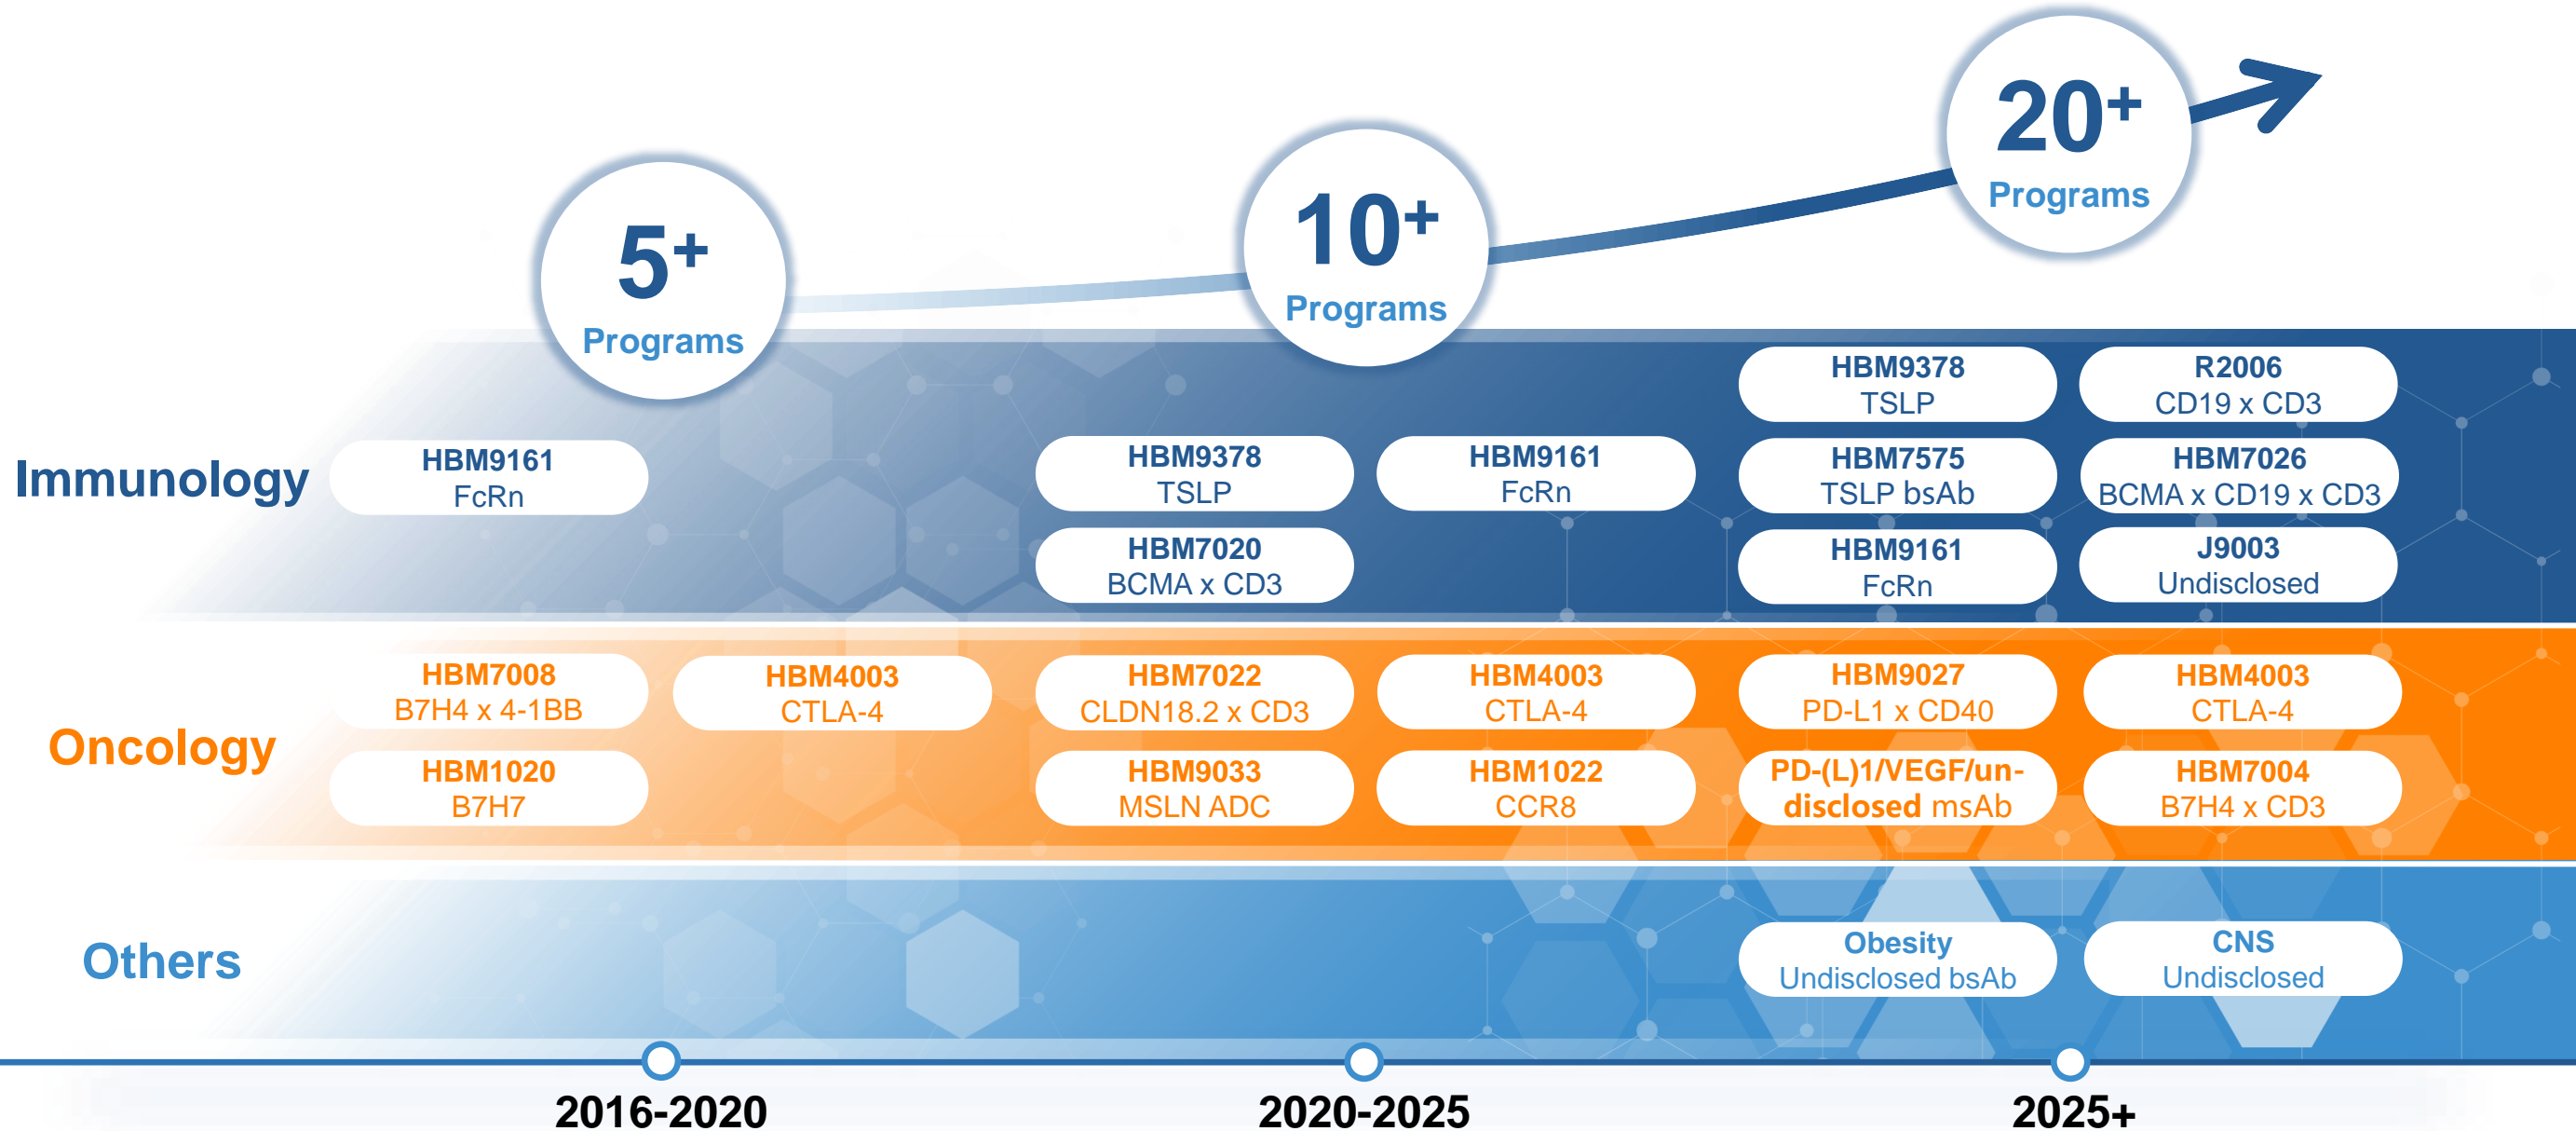 5+
Programs
10+
Programs
20+
Programs
Immunology
HBM9161
FcRn
HBM9378
TSLP
HBM9161
FcRn
HBM7020
BCMA x CD3
HBM9378
TSLP
R2006
CD19 x CD3
HBM7575
TSLP bsAb
HBM7026
BCMA x CD19 x CD3
HBM9161
FcRn
J9003
Undisclosed
Oncology
HBM7008
B7H4 x 4-1BB
HBM4003
CTLA-4
HBM1020
B7H7
HBM7022
CLDN18.2 x CD3
HBM4003
CTLA-4
HBM9033
MSLN ADC
HBM1022
CCR8
HBM9027
PD-L1 x CD40
HBM4003
CTLA-4
PD-(L)1/VEGF/un-
disclosed msAb
HBM7004
B7H4 x CD3
Others
Obesity
Undisclosed bsAb
CNS
Undisclosed
2016-2020
2020-2025
2025+